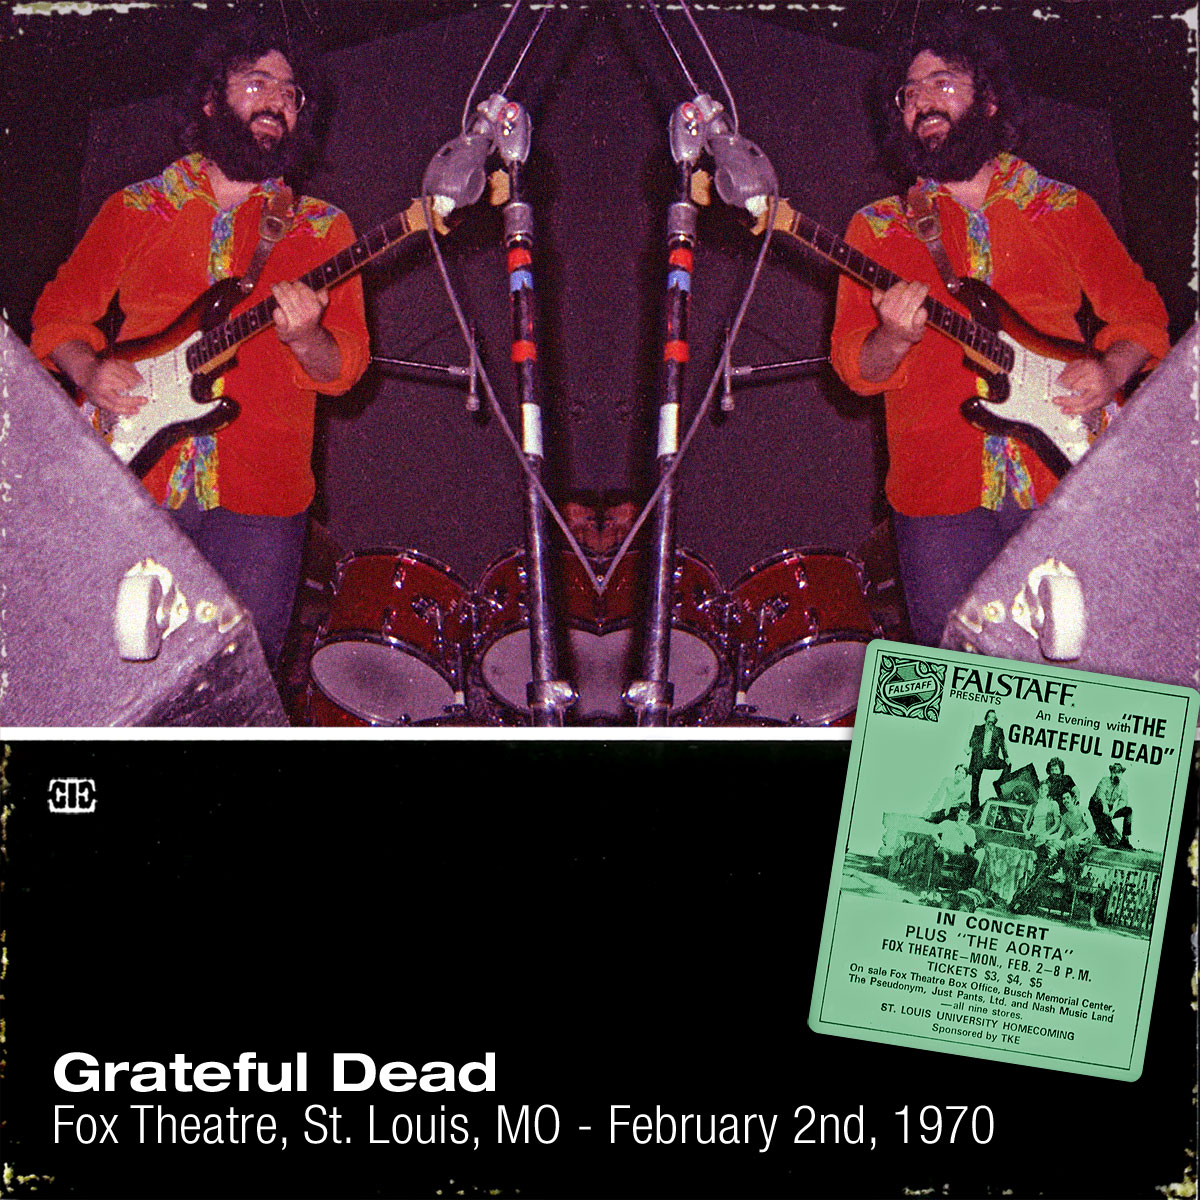 FALSTAFF
FALSTAFF
PRESENTS
An Evening with "THE
GRATEFUL DEAD"
IN CONCERT
PLUS "THE AORTA"
FOX THEATRE—MON., FEB. 2—8 P.M.
TICKETS $3, $4, $5
On sale Fox Theatre Box Office, Busch Memorial Center,
The Pseudonym, Just Pants, Ltd. and Nash Music Land
—all nine stores.
ST. LOUIS UNIVERSITY HOMECOMING
Sponsored by TKE
Grateful Dead
Fox Theatre, St. Louis, MO - February 2nd, 1970